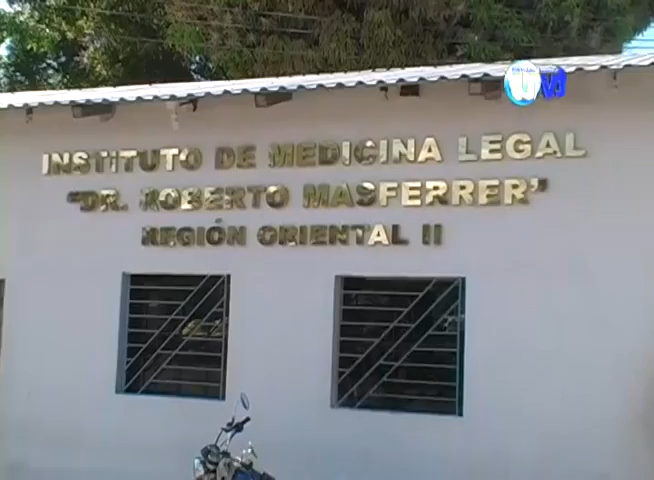 INSTITUTO DE MEDICINA LEGAL
"DR. ROBERTO MASFERRER"
REGIÓN ORIENTAL II